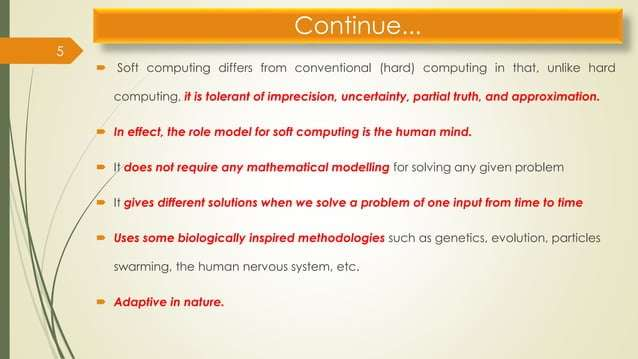 Continue...
5
Soft computing differs from conventional (hard) computing in that, unlike hard
computing, it is tolerant of imprecision, uncertainty, partial truth, and approximation.
In effect, the role model for soft computing is the human mind.
It does not require any mathematical modelling for solving any given problem
It gives different solutions when we solve a problem of one input from time to time
Uses some biologically inspired methodologies such as genetics, evolution, particles
swarming, the human nervous system, etc.
Adaptive in nature.